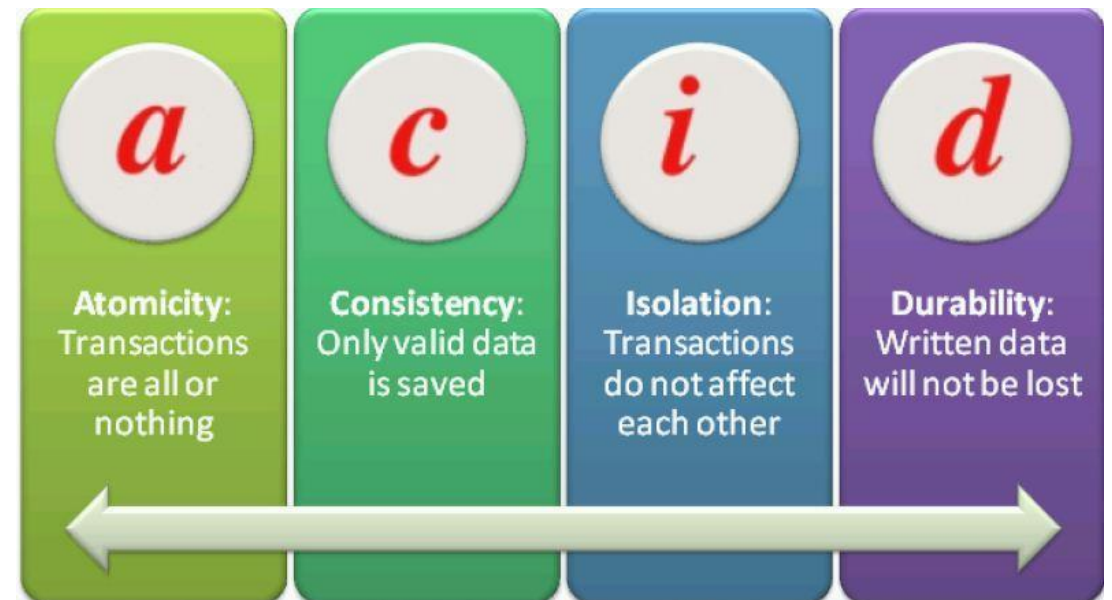 a
Atomicity:
Transactions
are all or
nothing
c
Consistency:
Only valid data
is saved
i
Isolation:
Transactions
do not affect
each other
d
Durability:
Written data
will not be lost